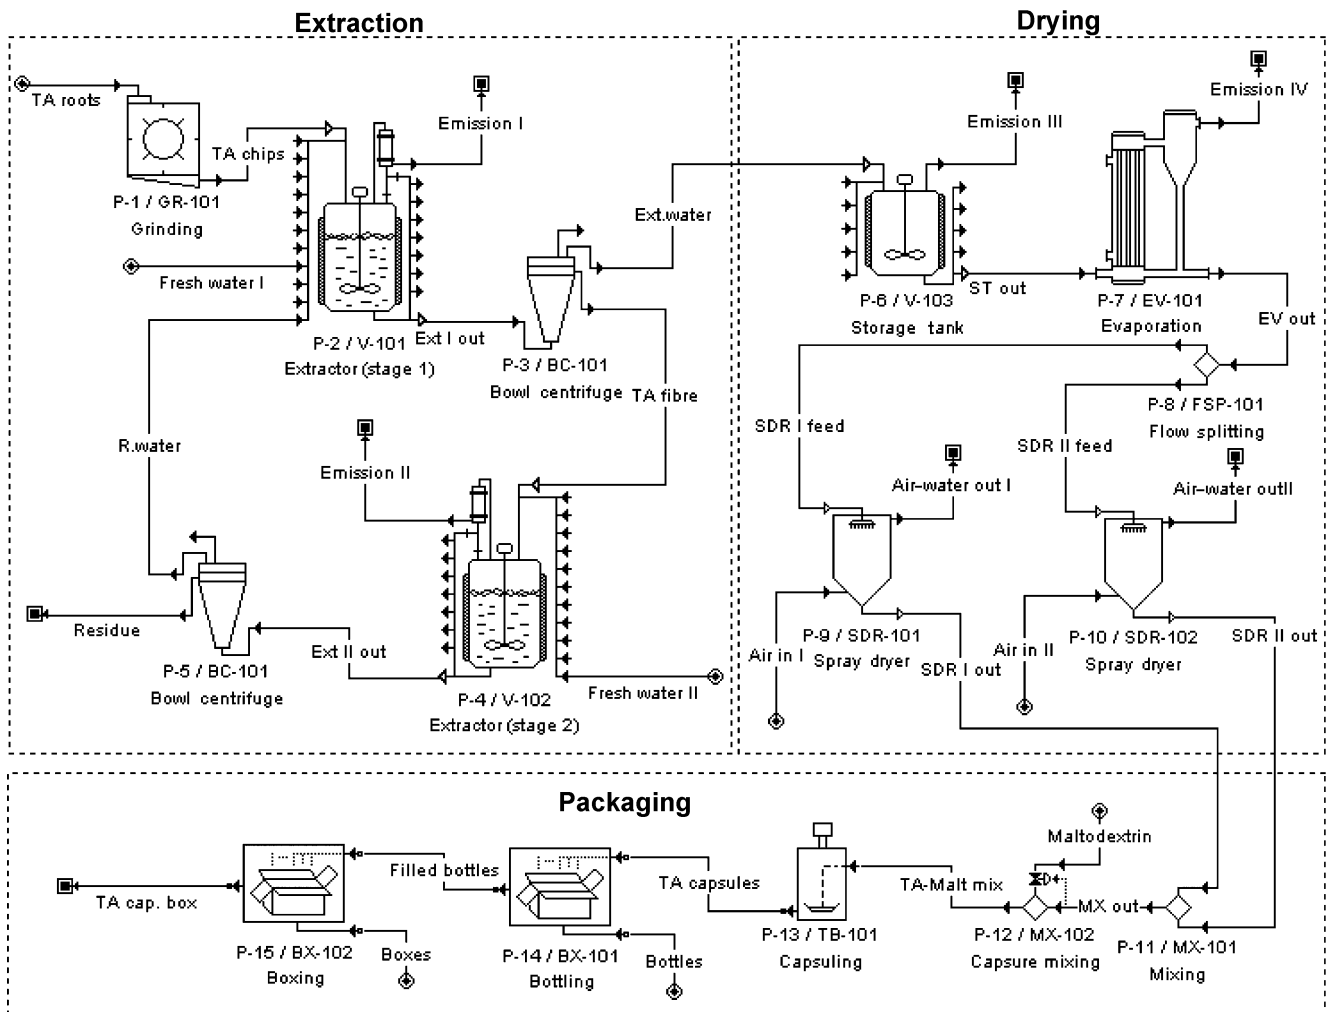 Extraction
Drying
TA roots
TA chips
P-1 / GR-101
Grinding
Fresh water I
Emission I
P-2 / V-101
Extractor (stage 1)
Ext I out
P-3 / BC-101
Bowl centrifuge
Ext.water
TA fibre
R.water
Emission II
Residue
P-5 / BC-101
Bowl centrifuge
Ext II out
P-4 / V-102
Extractor (stage 2)
Fresh water II
Emission III
P-6 / V-103
Storage tank
ST out
Emission IV
P-7 / EV-101
Evaporation
EV out
P-8 / FSP-101
Flow splitting
SDR I feed
SDR II feed
Air-water out I
Air-water outII
P-9 / SDR-101
Spray dryer
Air in I
SDR I out
P-10 / SDR-102
Spray dryer
Air in II
SDR II out
Packaging
Maltodextrin
TA-Malt mix
MX out
P-11 / MX-101
Mixing
P-12 / MX-102
Capsure mixing
P-13 / TB-101
Capsuling
TA capsules
P-14 / BX-101
Bottling
Bottles
Filled bottles
P-15 / BX-102
Boxing
Boxes
TA cap. box